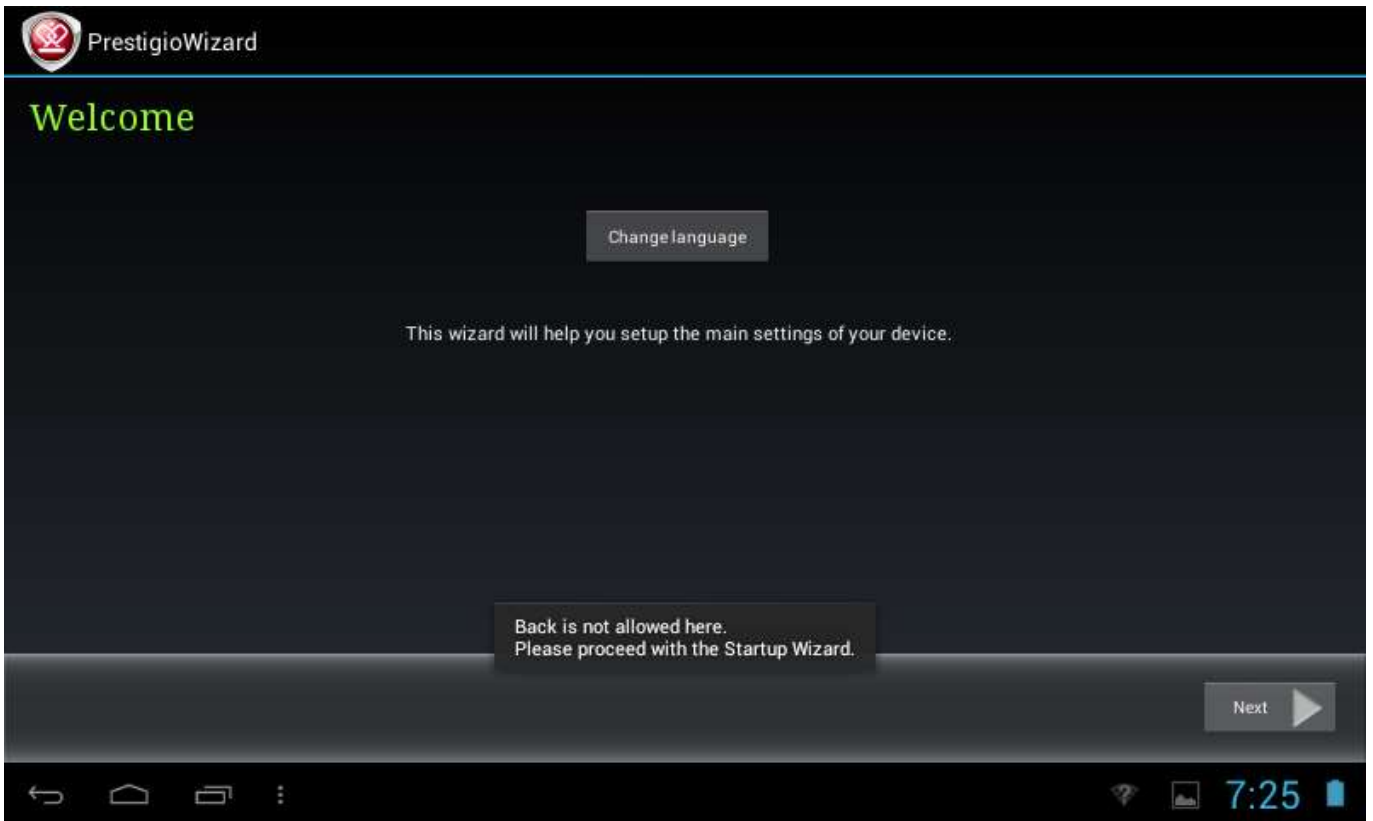 PrestigioWizard
Welcome
Change language
This wizard will help you setup the main settings of your device.
Back is not allowed here.
Please proceed with the Startup Wizard.
Next
7:25